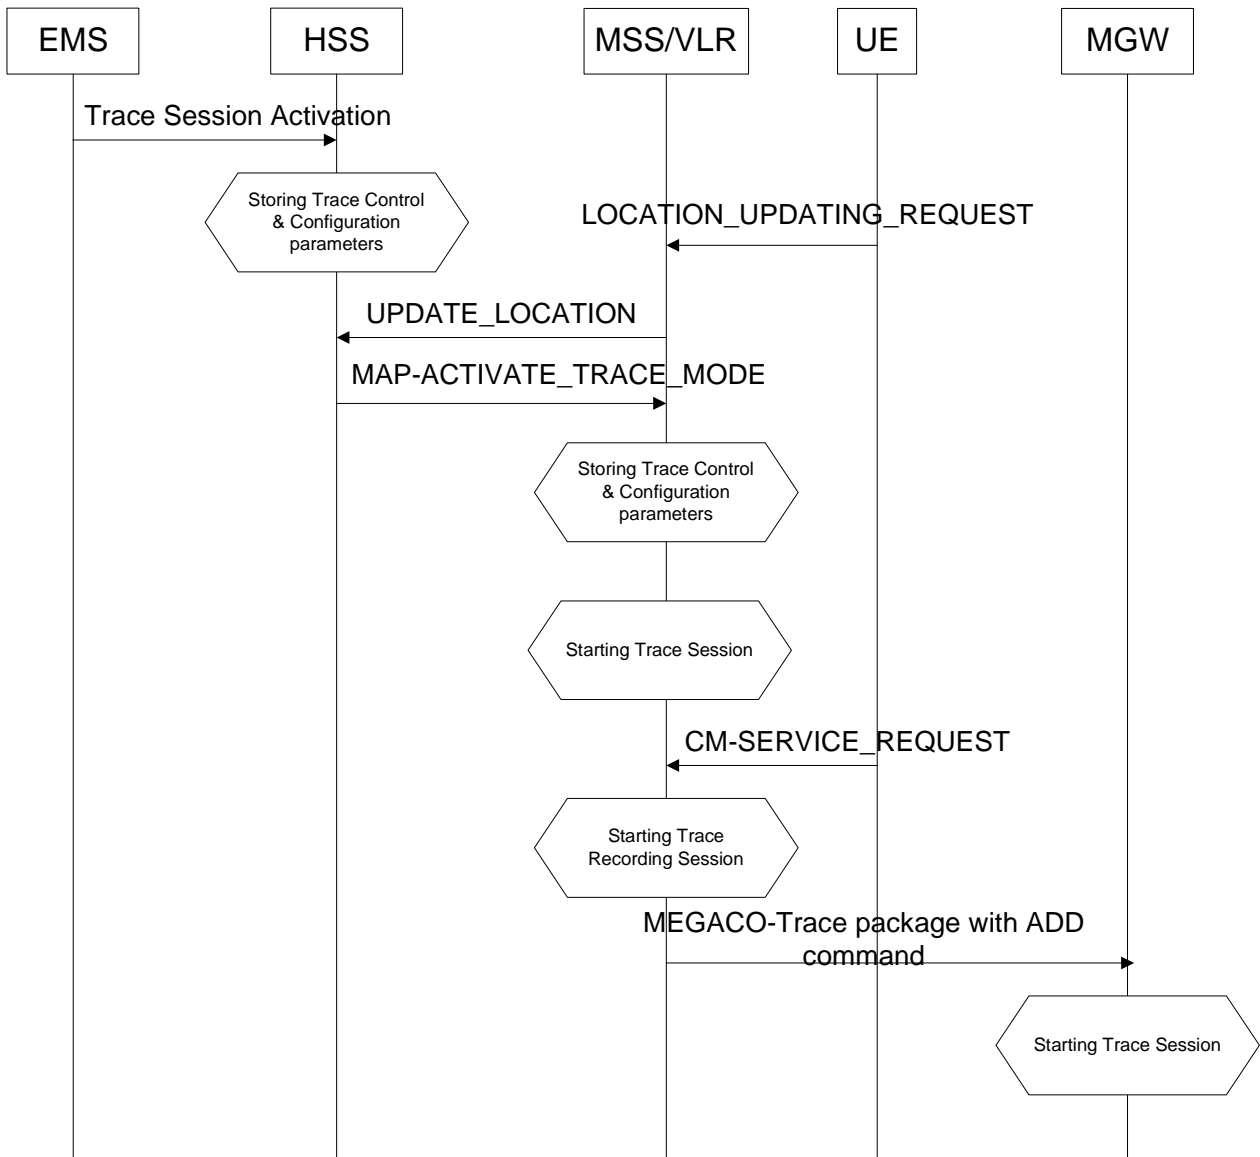 EMS
HSS
MSS/VLR
UE
MGW
Trace Session Activation
Storing Trace Control
& Configuration
parameters
LOCATION_UPDATING_REQUEST
UPDATE_LOCATION
MAP-ACTIVATE_TRACE_MODE
Storing Trace Control
& Configuration
parameters
Starting Trace Session
CM-SERVICE_REQUEST
Starting Trace
Recording Session
MEGACO-Trace package with ADD
command
Starting Trace Session